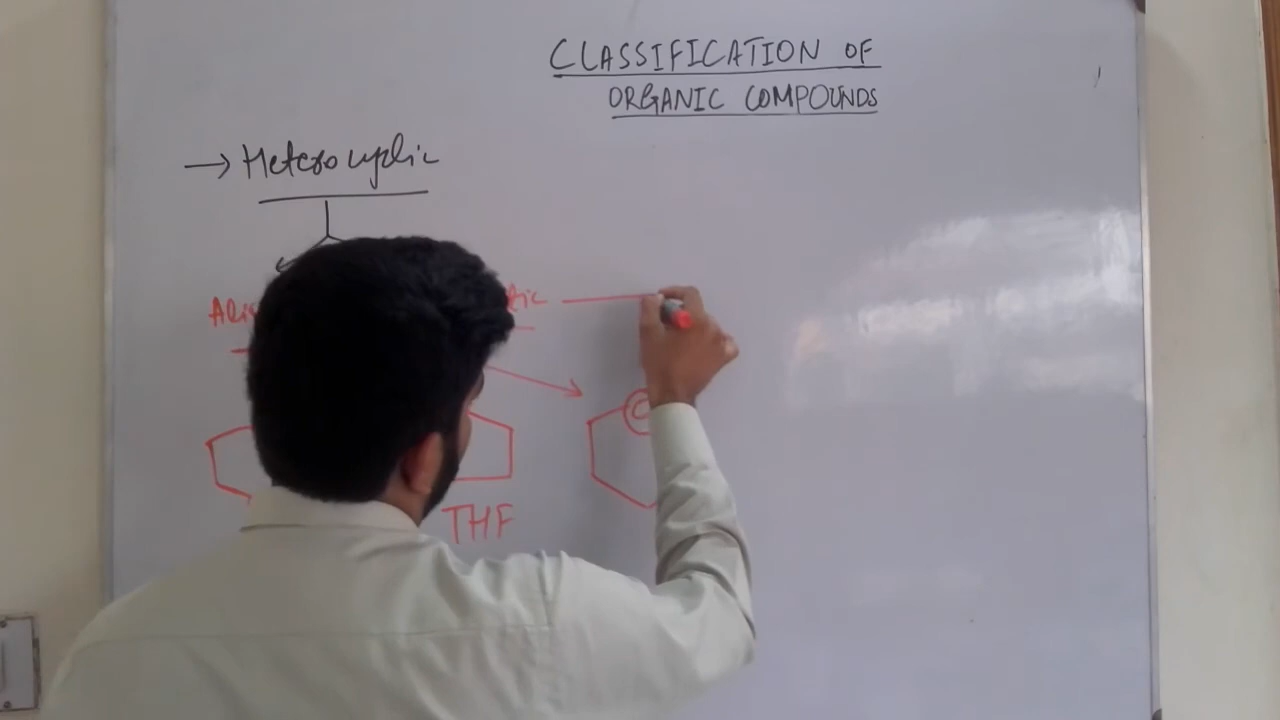 CLASSIFICATION OF
ORGANIC COMPOUNDS
→ Heterocyclic
THF